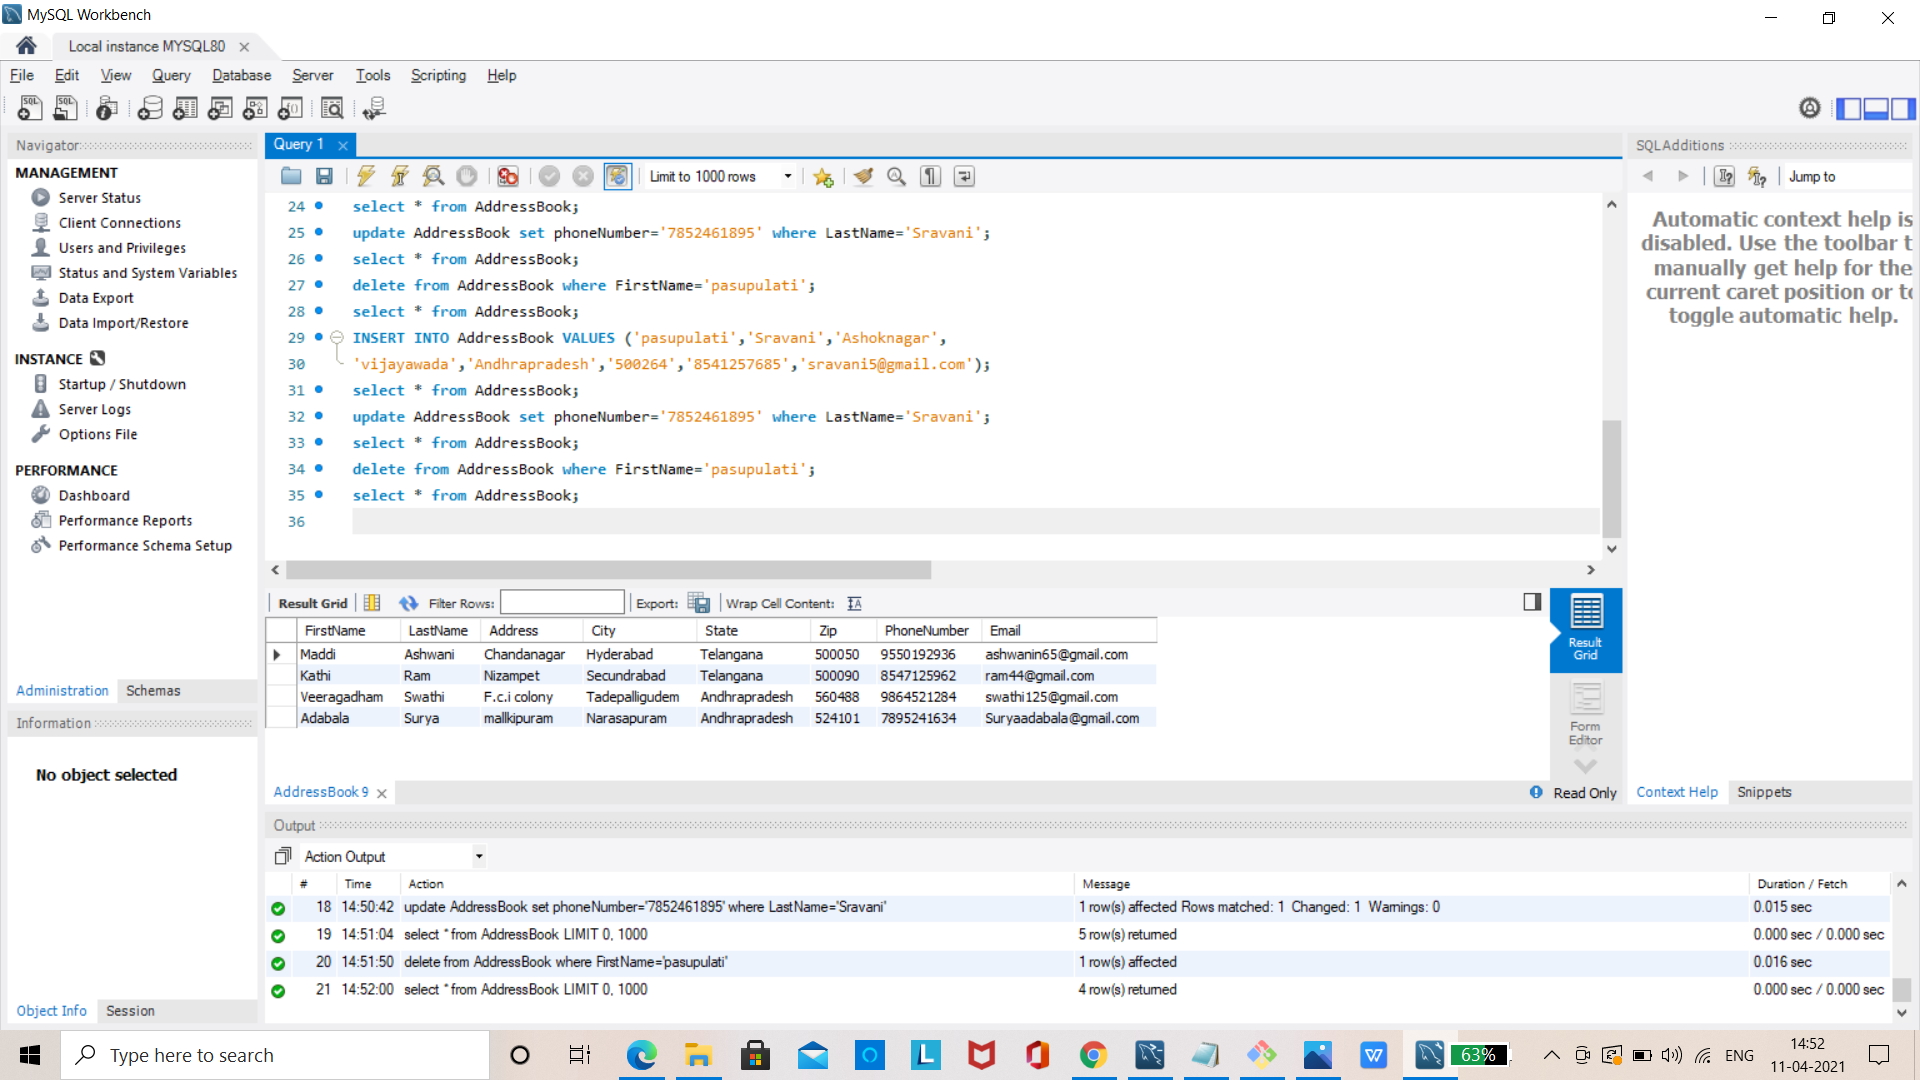 MySQL Workbench
Local instance MYSQL80
File Edit View Query Database Server Tools Scripting Help
Navigator
MANAGEMENT
Server Status
Client Connections
Users and Privileges
Status and System Variables
Data Export
Data Import/Restore
INSTANCE
Startup / Shutdown
Server Logs
Options File
PERFORMANCE
Dashboard
Performance Reports
Performance Schema Setup
Administration Schemas
Information
No object selected
Object Info Session
Query 1
Limit to 1000 rows
24 select * from AddressBook;
25 update AddressBook set phoneNumber='7852461895' where LastName='Sravani';
26 select * from AddressBook;
27 delete from AddressBook where FirstName='pasupulati';
28 select * from AddressBook;
29 INSERT INTO AddressBook VALUES ('pasupulati','Sravani','Ashoknagar',
30 'vijayawada','Andhrapradesh','500264','8541257685','sravani5@gmail.com');
31 select * from AddressBook;
32 update AddressBook set phoneNumber='7852461895' where LastName='Sravani';
33 select * from AddressBook;
34 delete from AddressBook where FirstName='pasupulati';
35 select * from AddressBook;
36
Result Grid Filter Rows: Export: Wrap Cell Content:
FirstName LastName Address City State Zip PhoneNumber Email
Maddi Ashwani Chandanagar Hyderabad Telangana 500050 9550192936 ashwanin65@gmail.com
Kathi Ram Nizampet Secundrabad Telangana 500090 8547125962 ram44@gmail.com
Veeragadham Swathi F.c.i colony Tadepalligudem Andhrapradesh 560488 9864521284 swathi125@gmail.com
Adabala Surya mallkipuram Narasapuram Andhrapradesh 524101 7895241634 Suryaadabala@gmail.com
Result
Grid
Form
Editor
AddressBook 9
Read Only
SQLAdditions
Jump to
Automatic context help is
disabled. Use the toolbar t
manually get help for the
current caret position or to
toggle automatic help.
Context Help Snippets
Output
Action Output
# Time Action Message Duration / Fetch
18 14:50:42 update AddressBook set phoneNumber='7852461895' where LastName='Sravani' 1 row(s) affected Rows matched: 1 Changed: 1 Warnings: 0 0.015 sec
19 14:51:04 select * from AddressBook LIMIT 0, 1000 5 row(s) returned 0.000 sec / 0.000 sec
20 14:51:50 delete from AddressBook where FirstName='pasupulati' 1 row(s) affected 0.016 sec
21 14:52:00 select * from AddressBook LIMIT 0, 1000 4 row(s) returned 0.000 sec / 0.000 sec
Type here to search
63%
ENG
14:52
11-04-2021